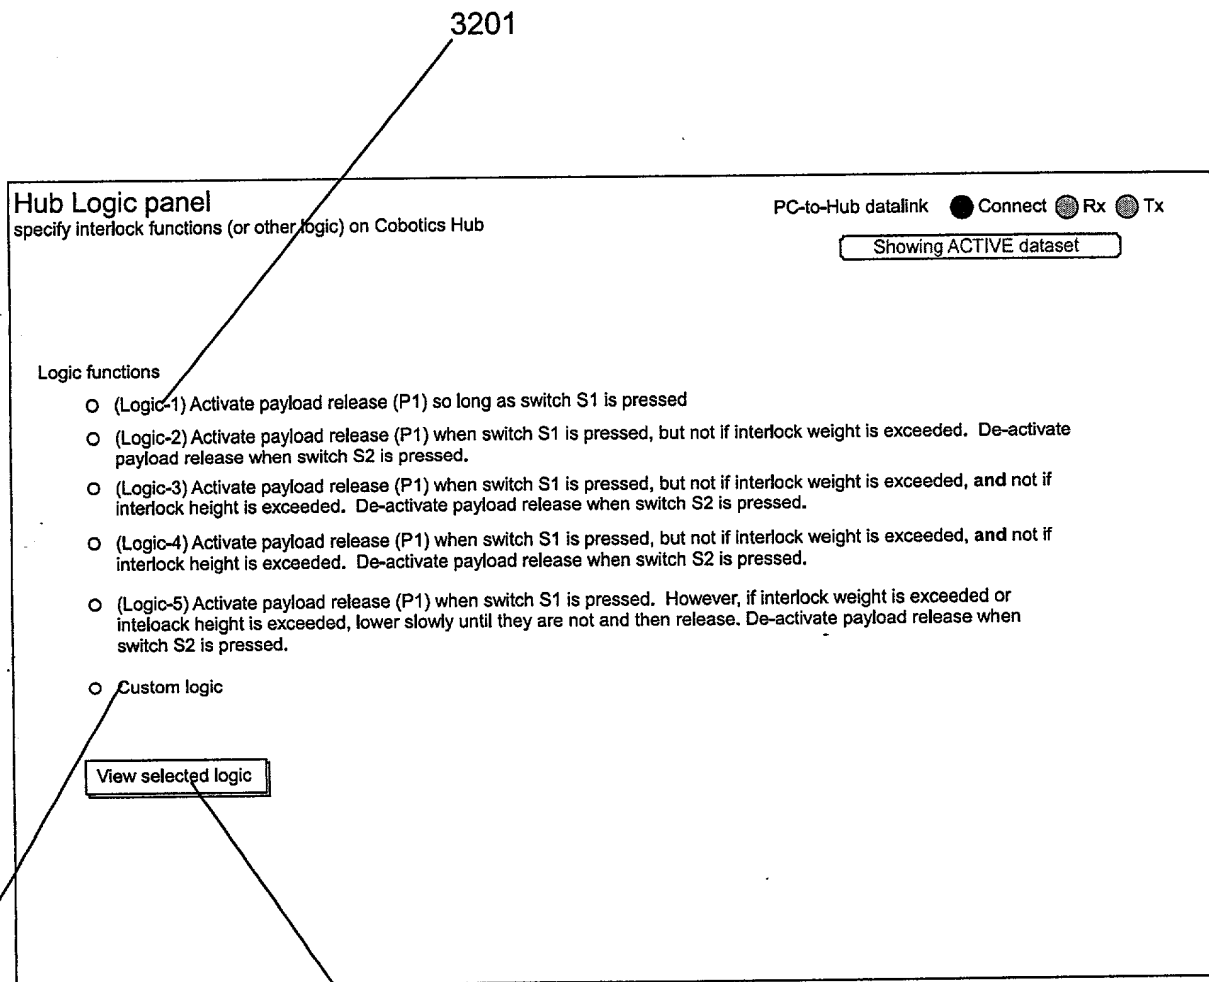 3201
Hub Logic panel
specify interlock functions (or other logic) on Cobotics Hub
PC-to-Hub datalink Connect Rx Tx
Showing ACTIVE dataset
Logic functions
(Logic-1) Activate payload release (P1) so long as switch S1 is pressed
(Logic-2) Activate payload release (P1) when switch S1 is pressed, but not if interlock weight is exceeded. De-activate
payload release when switch S2 is pressed.
(Logic-3) Activate payload release (P1) when switch S1 is pressed, but not if interlock weight is exceeded, and not if
interlock height is exceeded. De-activate payload release when switch S2 is pressed.
(Logic-4) Activate payload release (P1) when switch S1 is pressed, but not if interlock weight is exceeded, and not if
interlock height is exceeded. De-activate payload release when switch S2 is pressed.
(Logic-5) Activate payload release (P1) when switch S1 is pressed. However, if interlock weight is exceeded or
inteloack height is exceeded, lower slowly until they are not and then release. De-activate payload release when
switch S2 is pressed.
Custom logic
View selected logic